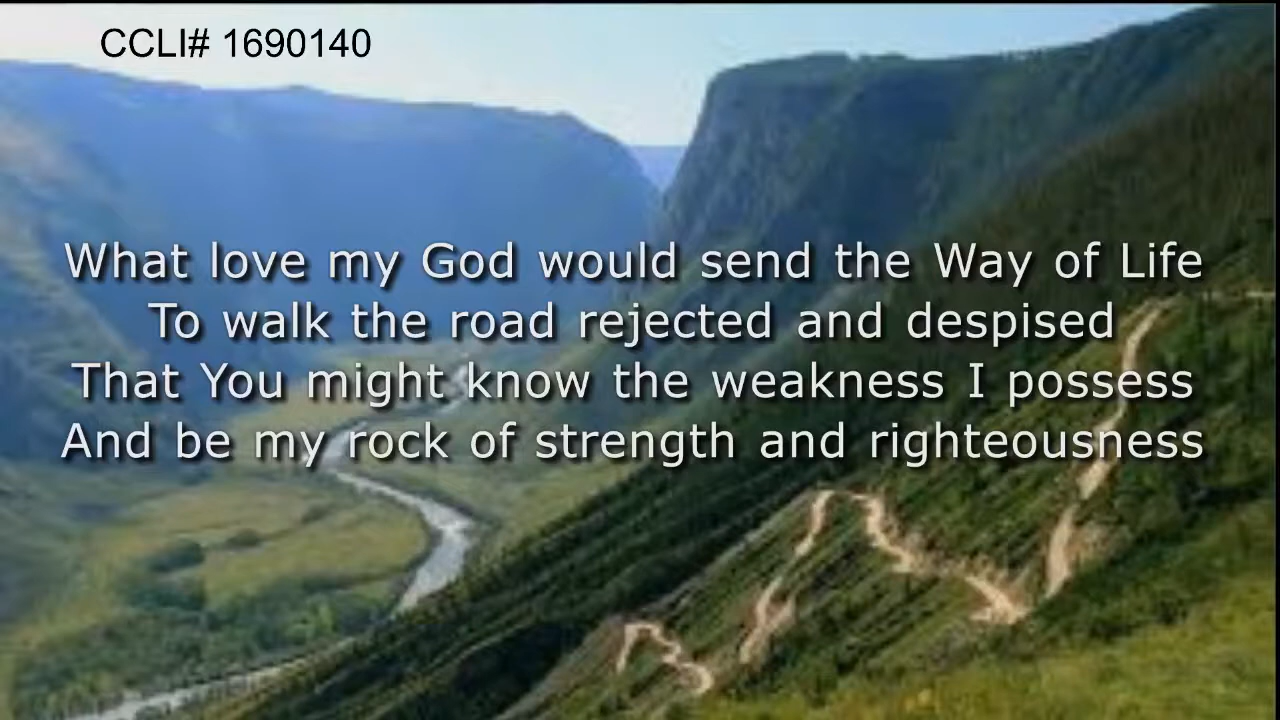 CCLI# 1690140
What love my God would send the Way of Life
To walk the road rejected and despised
That You might know the weakness I possess
And be my rock of strength and righteousness